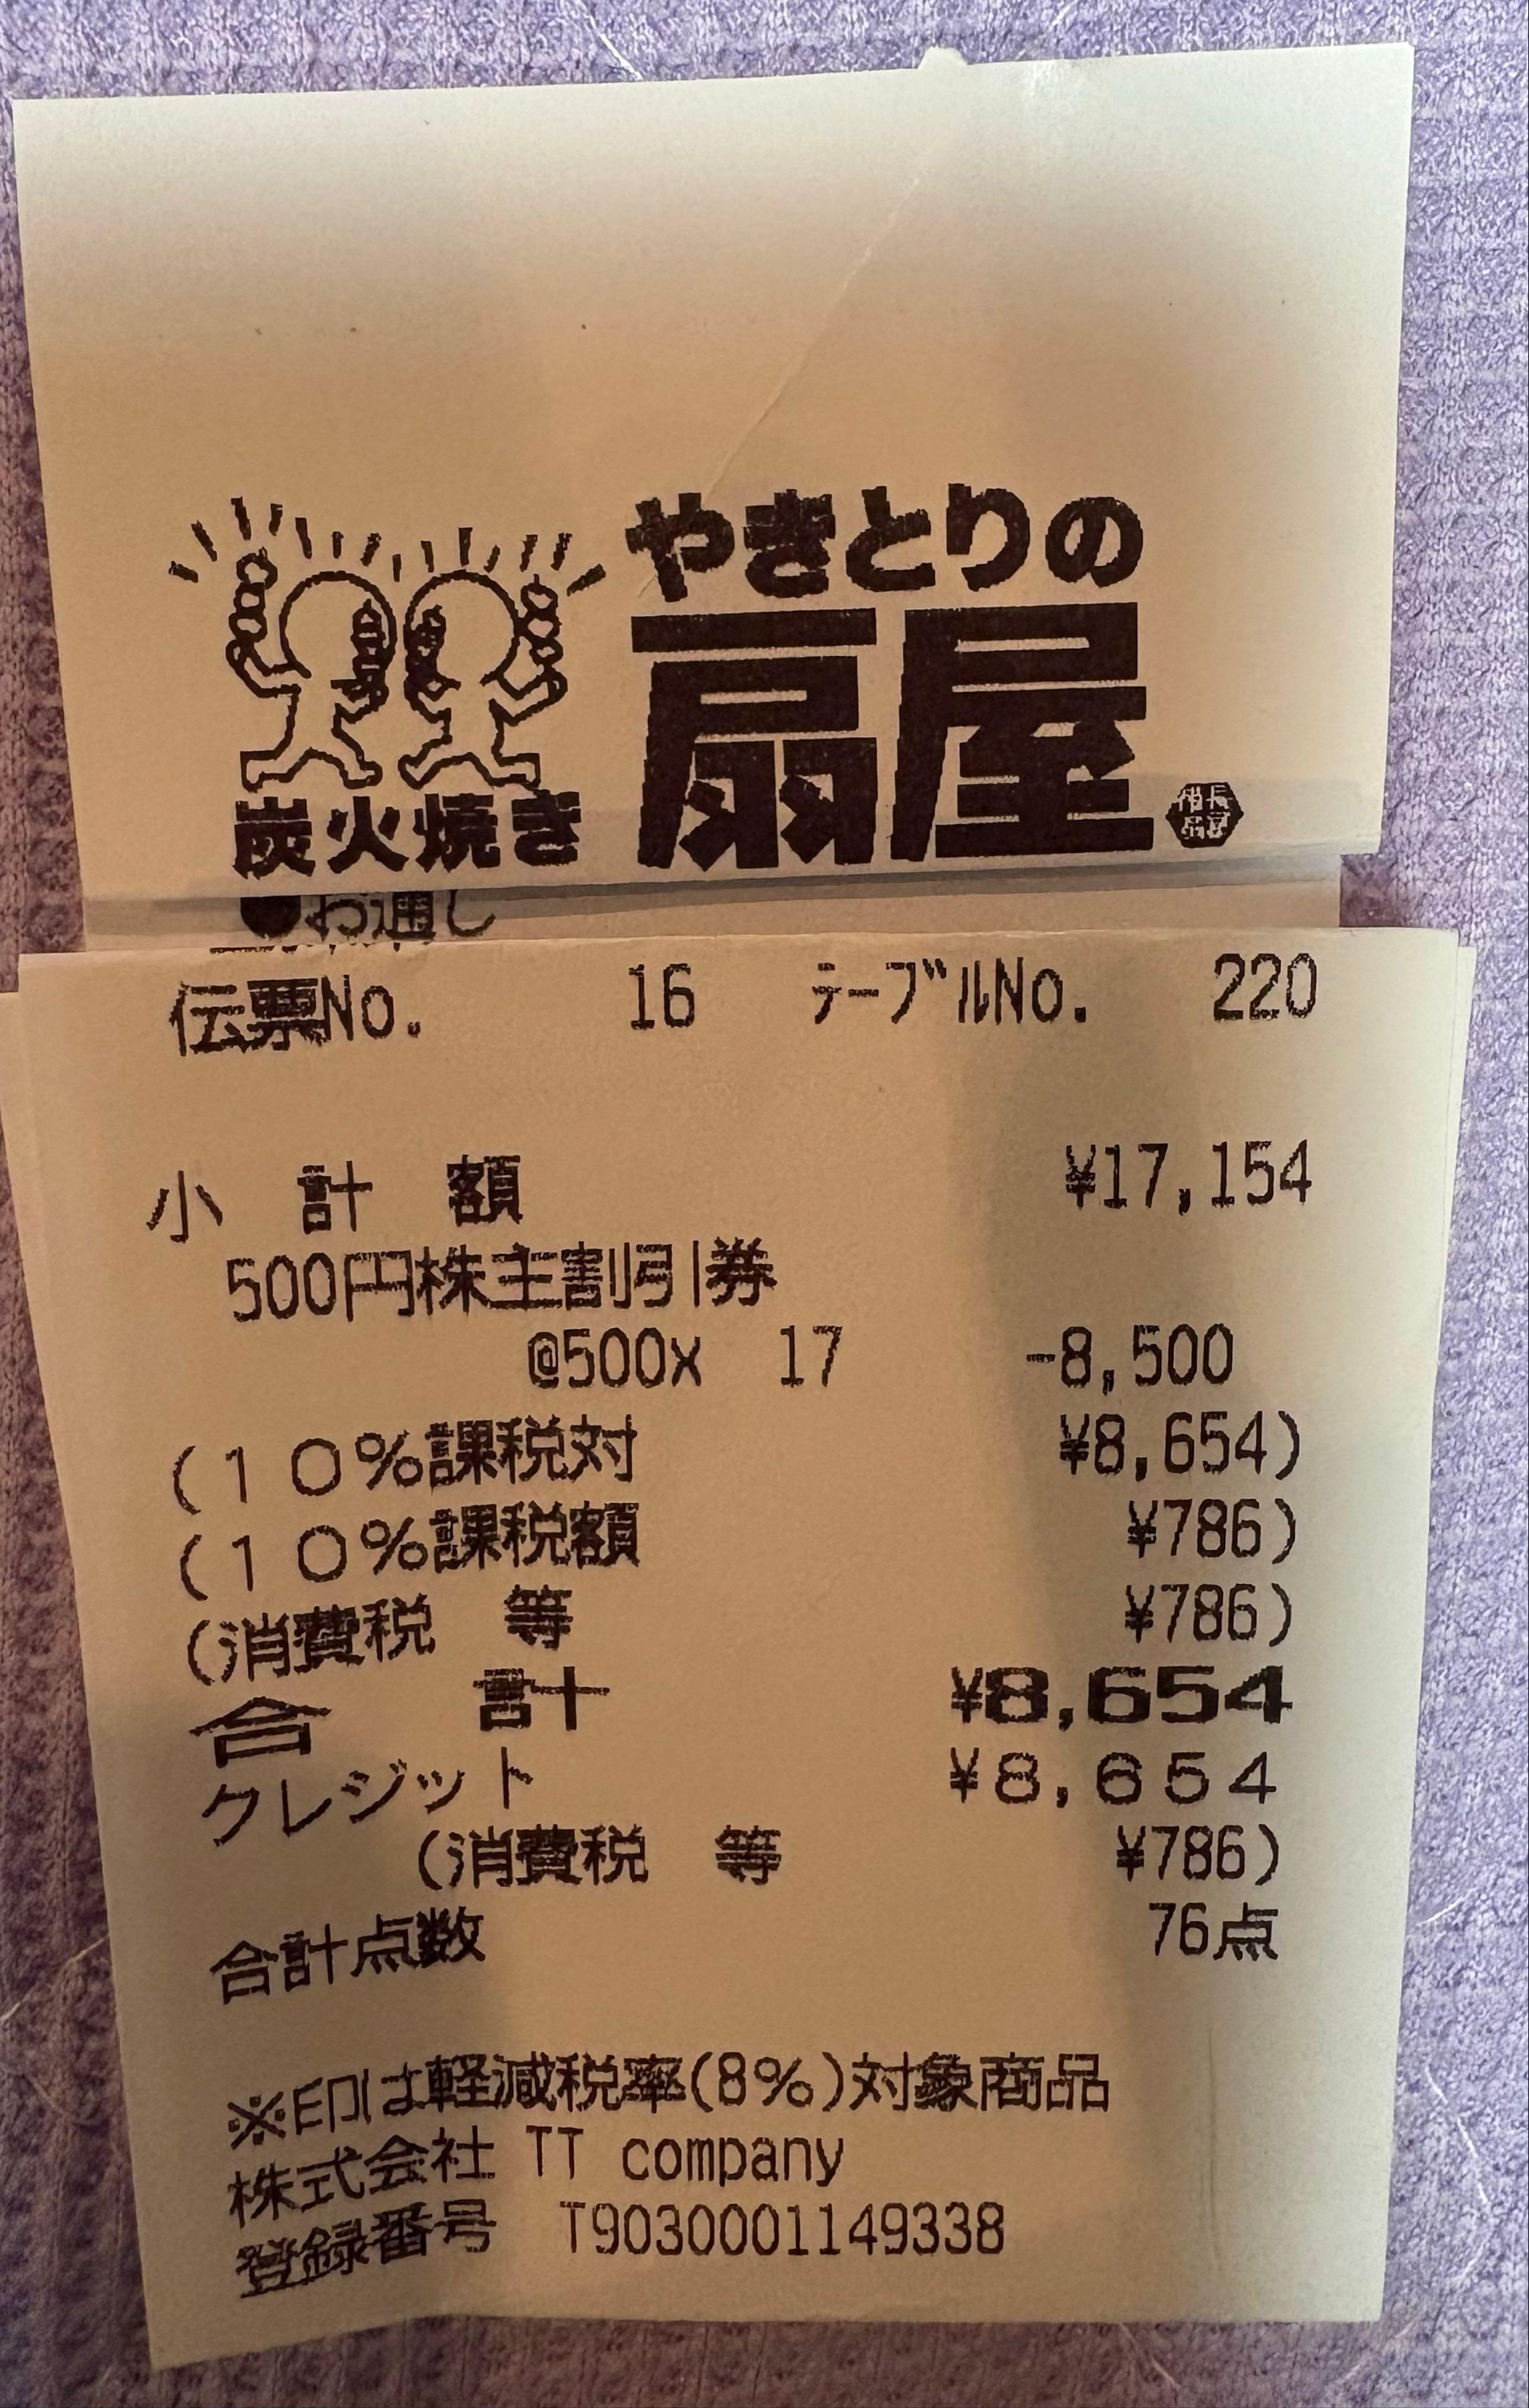 やきとりの
扇屋
炭火焼き
●お通し
伝票No. 16 テーブルNo. 220
小 計 額 ¥17,154
500円株主割引券
@500x 17 -8,500
(10%課税対 ¥8,654)
(10%課税額 ¥786)
(消費税 等 ¥786)
合 計 ¥8,654
クレジット ¥8,654
(消費税 等 ¥786)
合計点数 76点
※印は軽減税率(8%)対象商品
株式会社 TT company
登録番号 T9030001149338